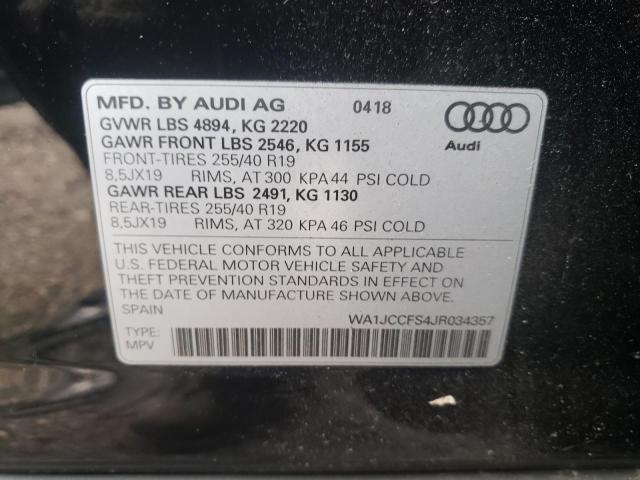 MFD. BY AUDI AG 0418
GVWR LBS 4894, KG 2220
GAWR FRONT LBS 2546, KG 1155
FRONT-TIRES 255/40 R19
8,5JX19 RIMS, AT 300 KPA 44 PSI COLD
GAWR REAR LBS 2491, KG 1130
REAR-TIRES 255/40 R19
8,5JX19 RIMS, AT 320 KPA 46 PSI COLD
Audi
THIS VEHICLE CONFORMS TO ALL APPLICABLE
U.S. FEDERAL MOTOR VEHICLE SAFETY AND
THEFT PREVENTION STANDARDS IN EFFECT ON
THE DATE OF MANUFACTURE SHOWN ABOVE.
SPAIN
WA1JCCFS4JR034357
TYPE:
MPV